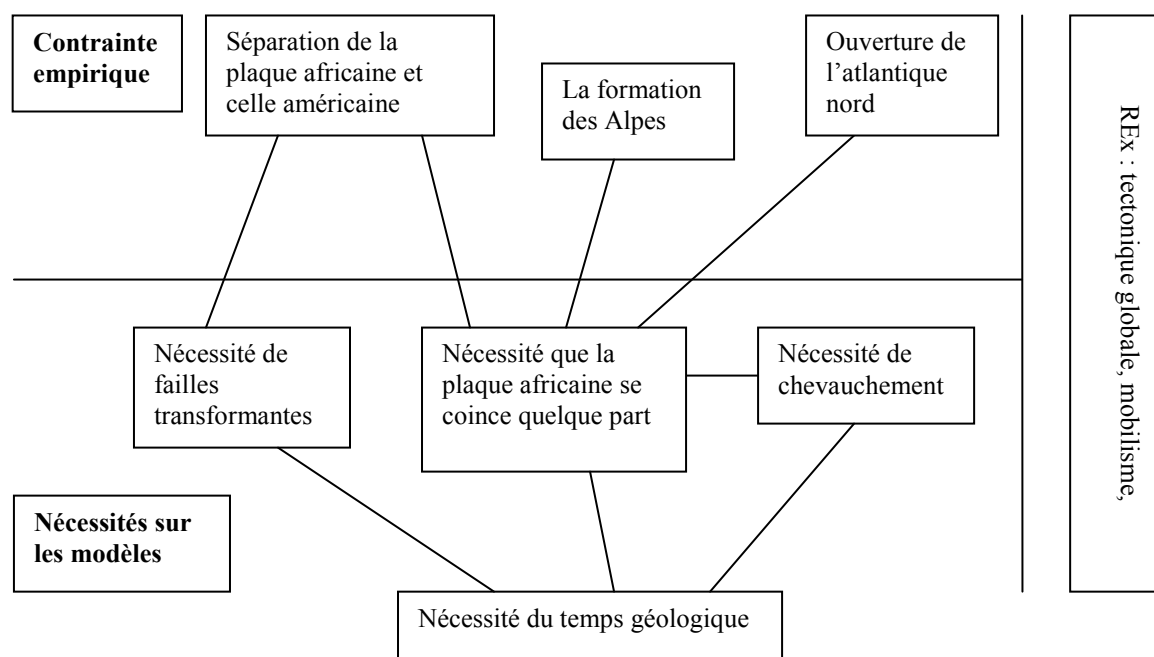 Contrainte
empirique
Séparation de la
plaque africaine et
celle américaine
La formation
des Alpes
Ouverture de
l’atlantique
nord
REx : tectonique globale, mobilisme,
Nécessité de
failles
transformantes
Nécessité que la
plaque africaine se
coince quelque part
Nécessité de
chevauchement
Nécessités sur
les modèles
Nécessité du temps géologique